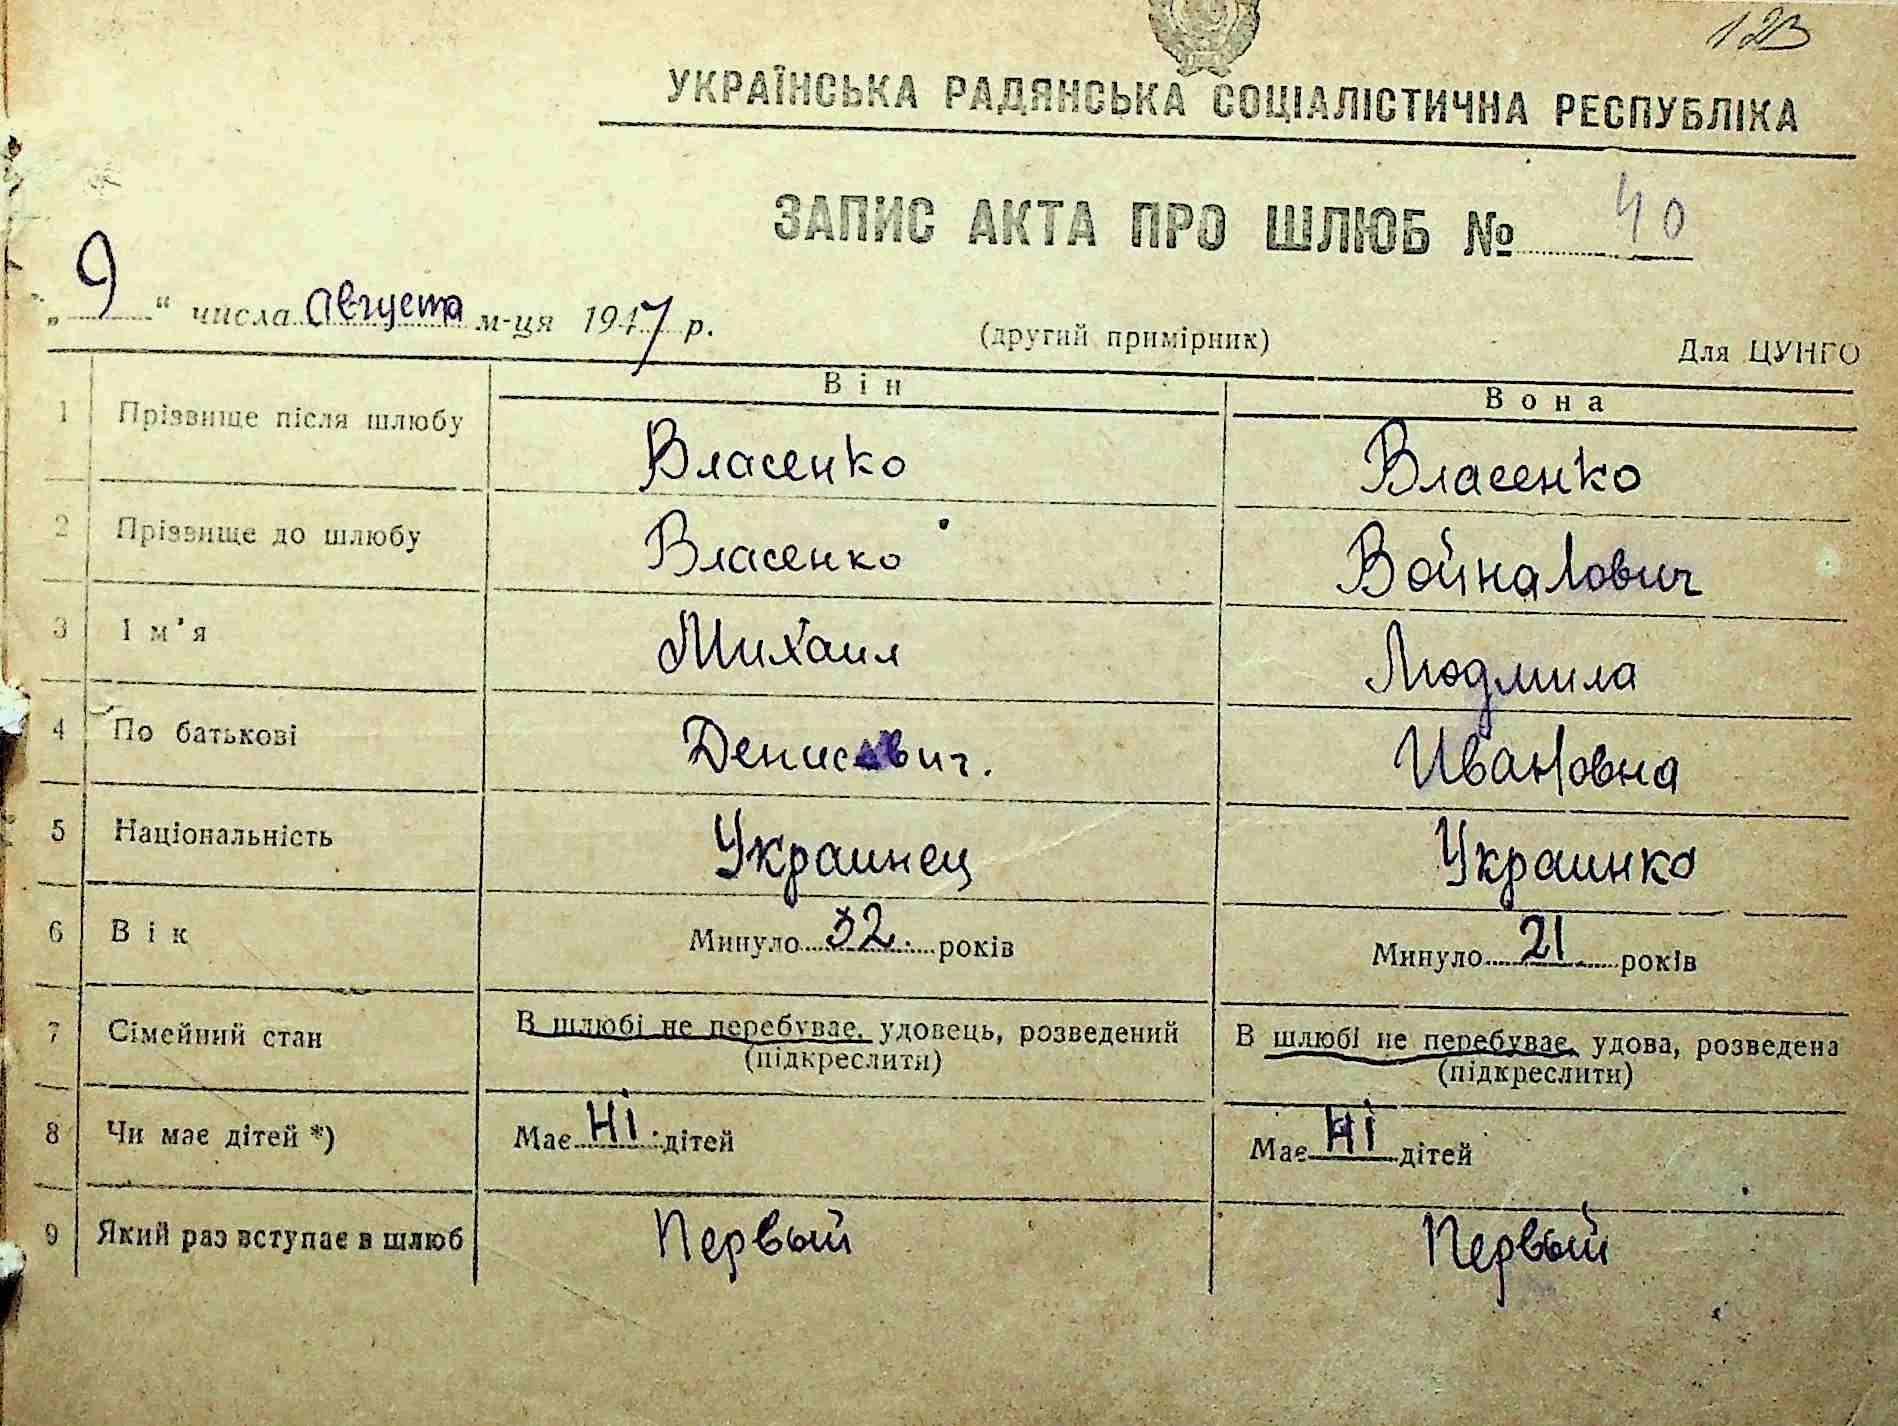 123
УКРАЇНСЬКА РАДЯНСЬКА СОЦІАЛІСТИЧНА РЕСПУБЛІКА
ЗАПИС АКТА ПРО ШЛЮБ № 40
„ 9 “ числа Августа м-ця 1947 р.
(другий примірник) Для ЦУНГО
Він Вона
1 Прізвище після шлюбу Власенко Власенко
2 Прізвище до шлюбу Власенко Войналович
3 Ім'я Михаил Людмила
4 По батькові Денисович. Ивановна
5 Національність Украинец Украинка
6 Вік Минуло 32 років Минуло 21 років
7 Сімейний стан В шлюбі не перебуває, удовець, розведений В шлюбі не перебуває, удова, розведена
(підкреслити) (підкреслити)
8 Чи має дітей *) Має Ні дітей Має Ні дітей
9 Який раз вступає в шлюб Первый Первый